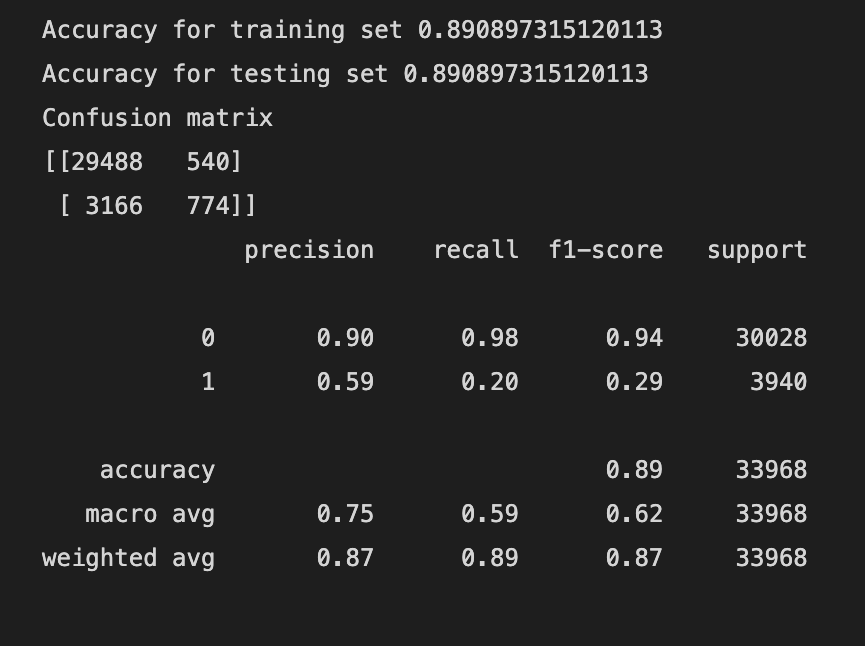 Accuracy for training set 0.890897315120113
Accuracy for testing set 0.890897315120113
Confusion matrix
[[29488   540]
 [ 3166   774]]
              precision    recall  f1-score   support

           0       0.90      0.98      0.94     30028
           1       0.59      0.20      0.29      3940

    accuracy                           0.89     33968
   macro avg       0.75      0.59      0.62     33968
weighted avg       0.87      0.89      0.87     33968